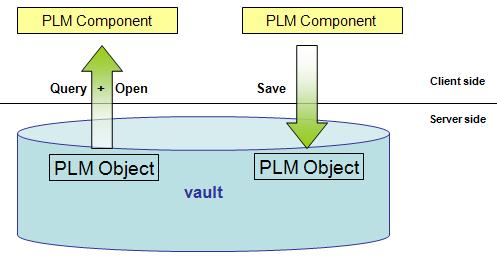 PLM Component
PLM Component
Query + Open
Save
Client side
Server side
PLM Object
PLM Object
vault